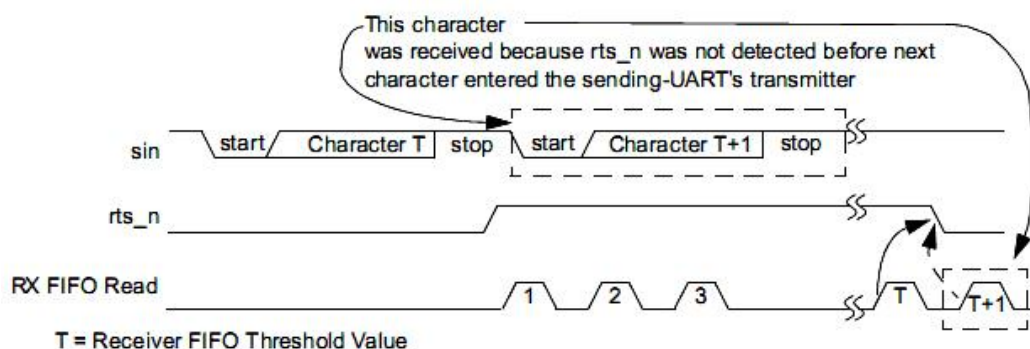 This character
was received because rts_n was not detected before next
character entered the sending-UART's transmitter
sin
start Character T stop start Character T+1 stop
rts_n
RX FIFO Read
1 2 3 T T+1
T = Receiver FIFO Threshold Value